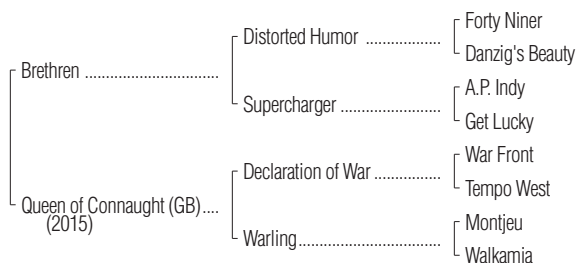 Forty Niner
Distorted Humor ..................
Danzig's Beauty
Brethren ................................
A.P. Indy
Supercharger ........................
Get Lucky
War Front
Declaration of War ................
Tempo West
Queen of Connaught (GB)....
(2015)
Montjeu
Warling..................................
Walkamia